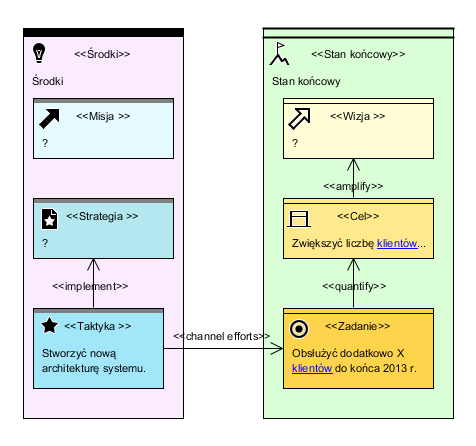 <<Środki>>
Środki
<<Misja >>
?
<<Strategia >>
?
<<implement>>
<<Taktyka >>
Stworzyć nową
architekturę systemu.
<<channel efforts>>
<<Stan końcowy>>
Stan końcowy
<<Wizja >>
?
<<amplify>>
<<Cel>>
Zwiększyć liczbę klientów...
<<quantify>>
<<Zadanie>>
Obsłużyć dodatkowo X
klientów do końca 2013 r.